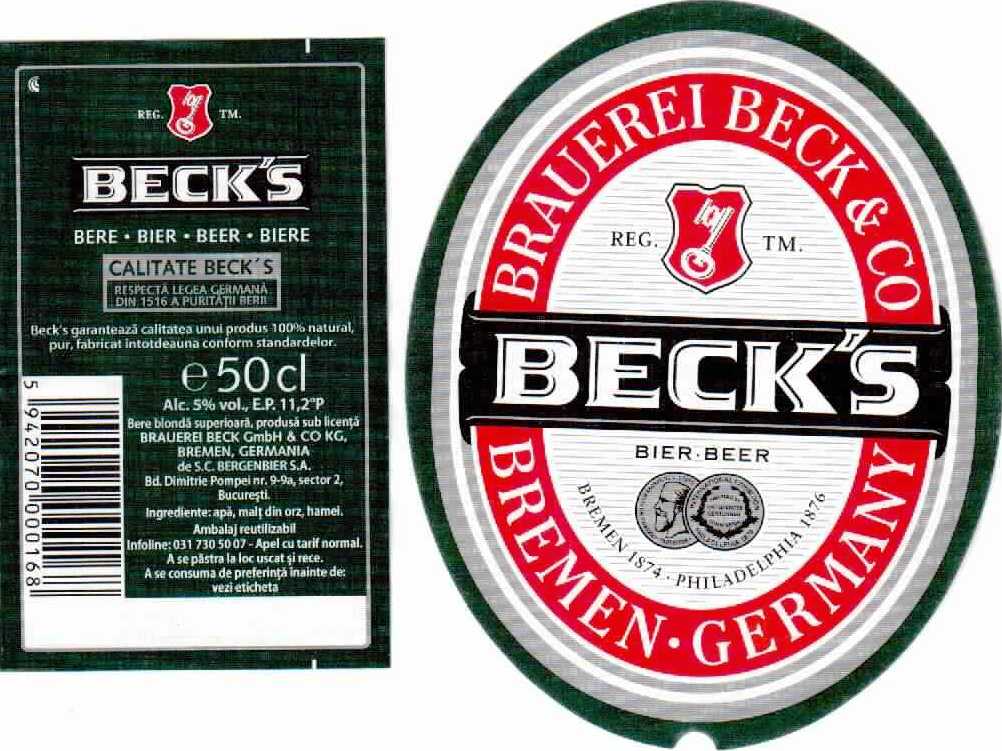 REG. TM.
BECK'S
BERE • BIER • BEER • BIERE
CALITATE BECK´S
RESPECTĂ LEGEA GERMANĂ
DIN 1516 A PURITĂȚII BERII
Beck's garantează calitatea unui produs 100% natural,
pur, fabricat intotdeauna conform standardelor.
e 50 cl
Alc. 5% vol., E.P. 11,2°P
Bere blondă superioară, produsă sub licență
BRAUEREI BECK GmbH & CO KG,
BREMEN, GERMANIA
de S.C. BERGENBIER S.A.
Bd. Dimitrie Pompei nr. 9-9a, sector 2,
București.
Ingrediente: apă, malț din orz, hamei.
Ambalaj reutilizabil
Infoline: 031 730 50 07 - Apel cu tarif normal.
A se păstra la loc uscat și rece.
A se consuma de preferință inainte de:
vezi eticheta
5 942070 000168
BRAUEREI BECK & CO
REG. TM.
BECK'S
BIER · BEER
BREMEN 1874 · PHILADELPHIA 1876
BREMEN · GERMANY